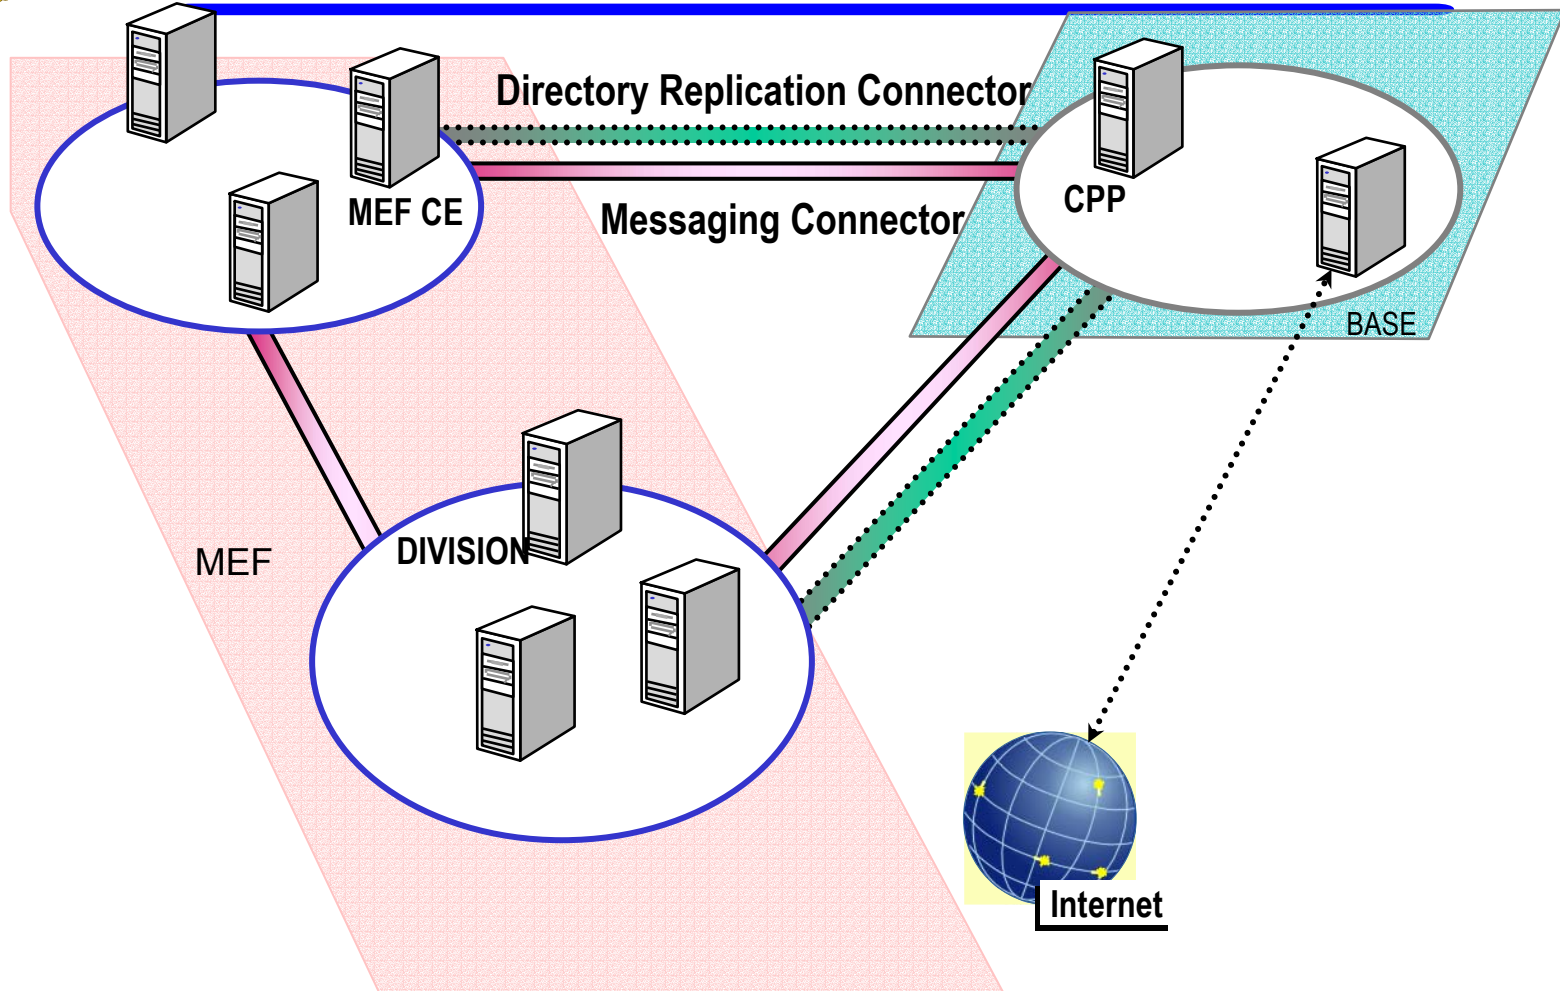 Directory Replication Connector
MEF CE
Messaging Connector
CPP
BASE
DIVISION
MEF
Internet